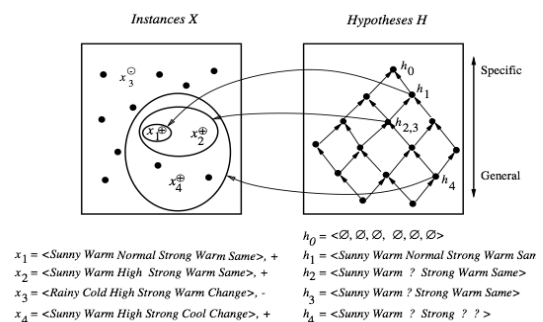 Instances X
Hypotheses H
x3
h0
Specific
h1
x1
x2
h2,3
x4
h4
General
h0 = <∅, ∅, ∅, ∅, ∅, ∅>
x1 = <Sunny Warm Normal Strong Warm Same>, +
h1 = <Sunny Warm Normal Strong Warm Sam
x2 = <Sunny Warm High Strong Warm Same>, +
h2 = <Sunny Warm ? Strong Warm Same>
x3 = <Rainy Cold High Strong Warm Change>, -
h3 = <Sunny Warm ? Strong Warm Same>
x4 = <Sunny Warm High Strong Cool Change>, +
h4 = <Sunny Warm ? Strong ? ? >